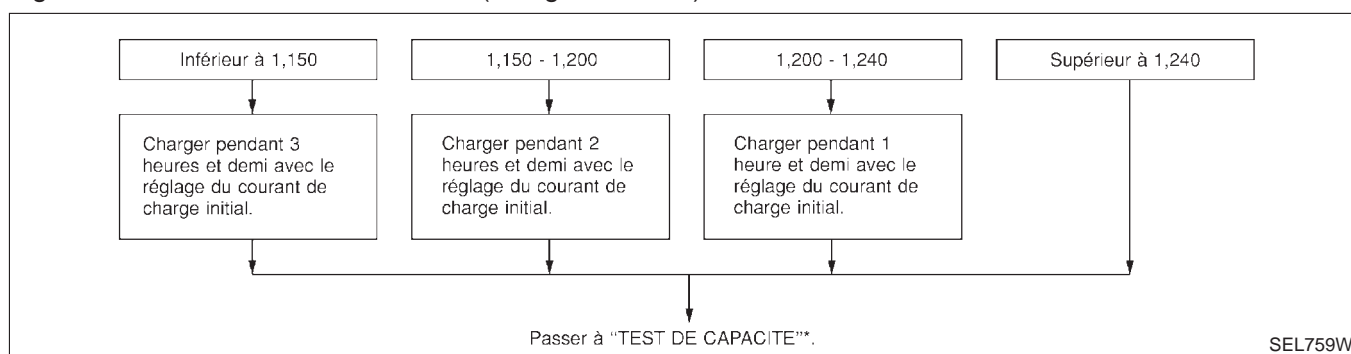 Inférieur à 1,150
1,150 - 1,200
1,200 - 1,240
Supérieur à 1,240
Charger pendant 3
heures et demi avec le
réglage du courant de
charge initial.
Charger pendant 2
heures et demi avec le
réglage du courant de
charge initial.
Charger pendant 1
heure et demi avec le
réglage du courant de
charge initial.
Passer à "TEST DE CAPACITE"*.
SEL759W